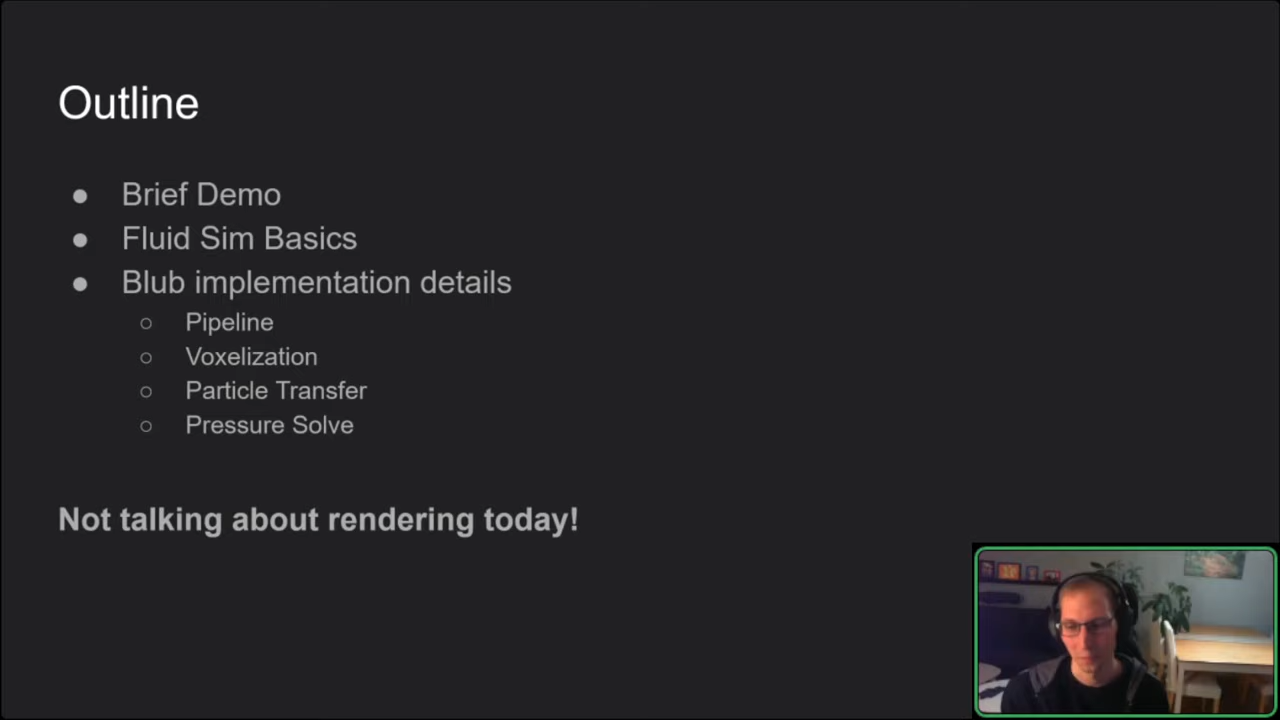 Outline
● Brief Demo
● Fluid Sim Basics
● Blub implementation details
○ Pipeline
○ Voxelization
○ Particle Transfer
○ Pressure Solve
Not talking about rendering today!